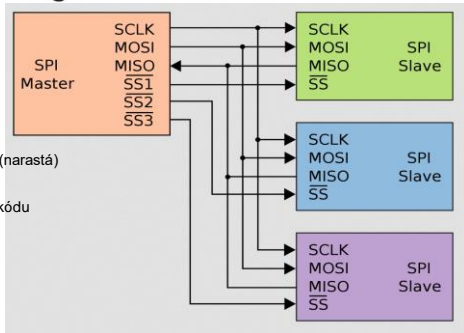 SPI
Master
SCLK
MOSI
MISO
SS1
SS2
SS3
SCLK
MOSI
MISO
SS
SPI
Slave
(narastá)
kódu
SCLK
MOSI
MISO
SS
SPI
Slave
SCLK
MOSI
MISO
SS
SPI
Slave